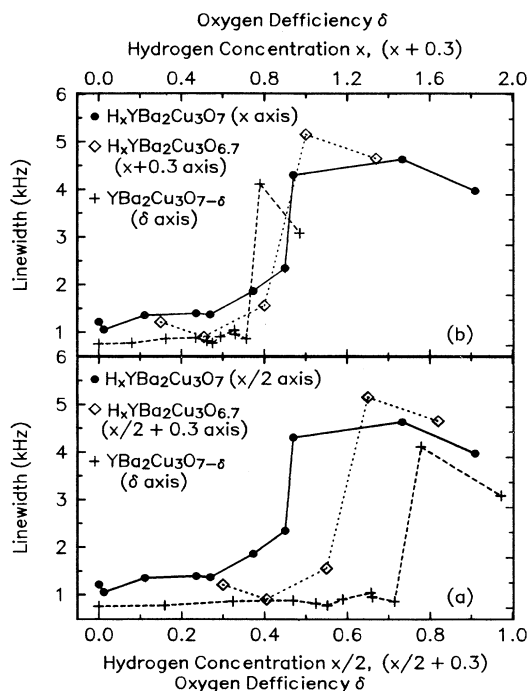 Oxygen Defficiency δ
Hydrogen Concentration x, (x + 0.3)
0.0 0.4 0.8 1.2 1.6 2.0
6
5
4
3
2
1
Linewidth (kHz)
HxYBa2Cu3O7 (x axis)
HxYBa2Cu3O6.7
(x+0.3 axis)
YBa2Cu3O7-δ
(δ axis)
(b)
6
5
4
3
2
1
0
Linewidth (kHz)
HxYBa2Cu3O7 (x/2 axis)
HxYBa2Cu3O6.7
(x/2 + 0.3 axis)
YBa2Cu3O7-δ
(δ axis)
(a)
0.0 0.2 0.4 0.6 0.8 1.0
Hydrogen Concentration x/2, (x/2 + 0.3)
Oxygen Defficiency δ